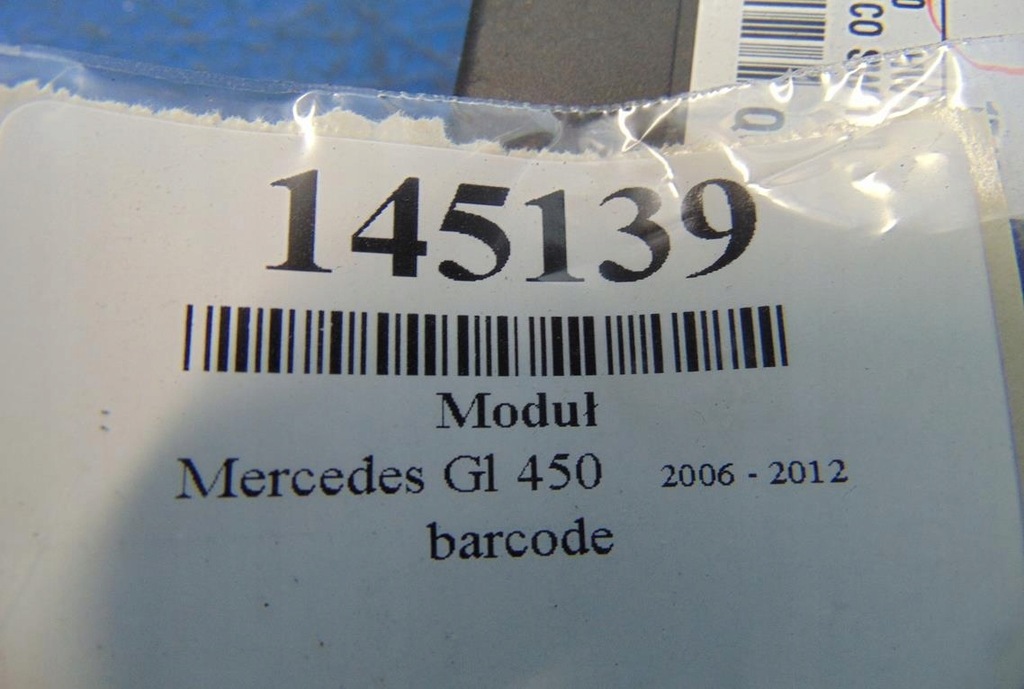 145139
Moduł
Mercedes Gl 450 2006 - 2012
barcode